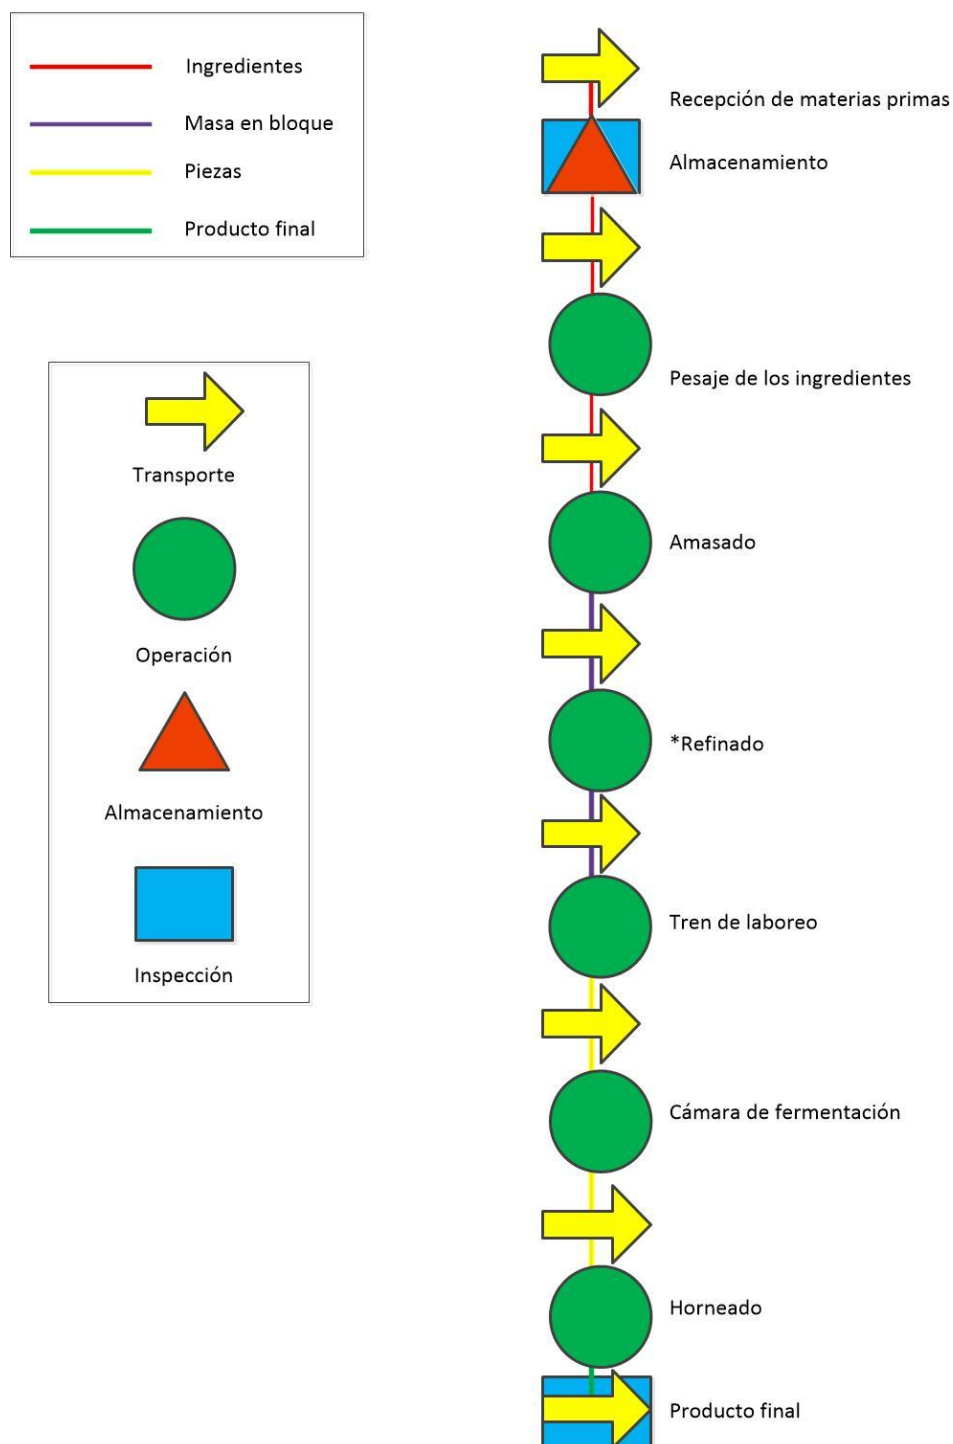 Ingredientes
Masa en bloque
Piezas
Producto final
Transporte
Operación
Almacenamiento
Inspección
Recepción de materias primas
Almacenamiento
Pesaje de los ingredientes
Amasado
*Refinado
Tren de laboreo
Cámara de fermentación
Horneado
Producto final